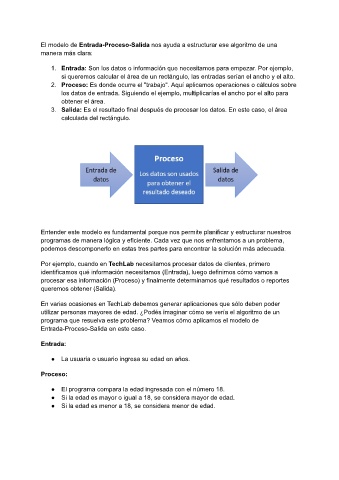 El modelo de Entrada-Proceso-Salida nos ayuda a estructurar ese algoritmo de una
manera más clara:
1. Entrada: Son los datos o información que necesitamos para empezar. Por ejemplo,
si queremos calcular el área de un rectángulo, las entradas serían el ancho y el alto.
2. Proceso: Es donde ocurre el "trabajo". Aquí aplicamos operaciones o cálculos sobre
los datos de entrada. Siguiendo el ejemplo, multiplicarías el ancho por el alto para
obtener el área.
3. Salida: Es el resultado final después de procesar los datos. En este caso, el área
calculada del rectángulo.
Entrada de
datos
Proceso
Los datos son usados
para obtener el
resultado deseado
Salida de
datos
Entender este modelo es fundamental porque nos permite planificar y estructurar nuestros
programas de manera lógica y eficiente. Cada vez que nos enfrentamos a un problema,
podemos descomponerlo en estas tres partes para encontrar la solución más adecuada.
Por ejemplo, cuando en TechLab necesitamos procesar datos de clientes, primero
identificamos qué información necesitamos (Entrada), luego definimos cómo vamos a
procesar esa información (Proceso) y finalmente determinamos qué resultados o reportes
queremos obtener (Salida).
En varias ocasiones en TechLab debemos generar aplicaciones que sólo deben poder
utilizar personas mayores de edad. ¿Podés imaginar cómo se vería el algoritmo de un
programa que resuelva este problema? Veamos cómo aplicamos el modelo de
Entrada-Proceso-Salida en este caso.
Entrada:
● La usuaria o usuario ingresa su edad en años.
Proceso:
● El programa compara la edad ingresada con el número 18.
● Si la edad es mayor o igual a 18, se considera mayor de edad.
● Si la edad es menor a 18, se considera menor de edad.